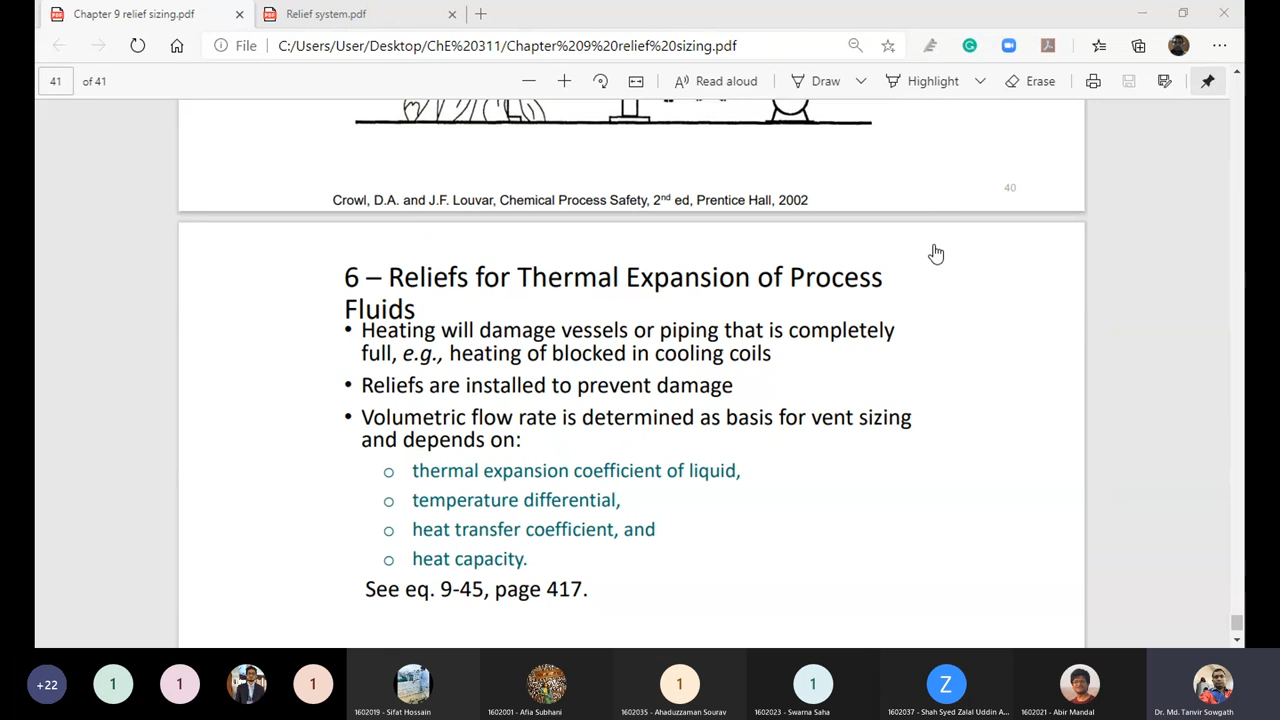 Chapter 9 relief sizing.pdf
Relief system.pdf
File
C:/Users/User/Desktop/ChE%20311/Chapter%209%20relief%20sizing.pdf
41 of 41
Read aloud
Draw
Highlight
Erase
40
Crowl, D.A. and J.F. Louvar, Chemical Process Safety, 2nd ed, Prentice Hall, 2002
6 – Reliefs for Thermal Expansion of Process
Fluids
• Heating will damage vessels or piping that is completely
full, e.g., heating of blocked in cooling coils
• Reliefs are installed to prevent damage
• Volumetric flow rate is determined as basis for vent sizing
and depends on:
o thermal expansion coefficient of liquid,
o temperature differential,
o heat transfer coefficient, and
o heat capacity.
See eq. 9-45, page 417.
+22
1
1
1
1
1
Z
1602019 - Sifat Hossain
1602001 - Afia Subhani
1602035 - Ahaduzzaman Sourav
1602023 - Swarna Saha
1602037 - Shah Syed Zalal Uddin A...
1602021 - Abir Mandal
Dr. Md. Tanvir Sowgath